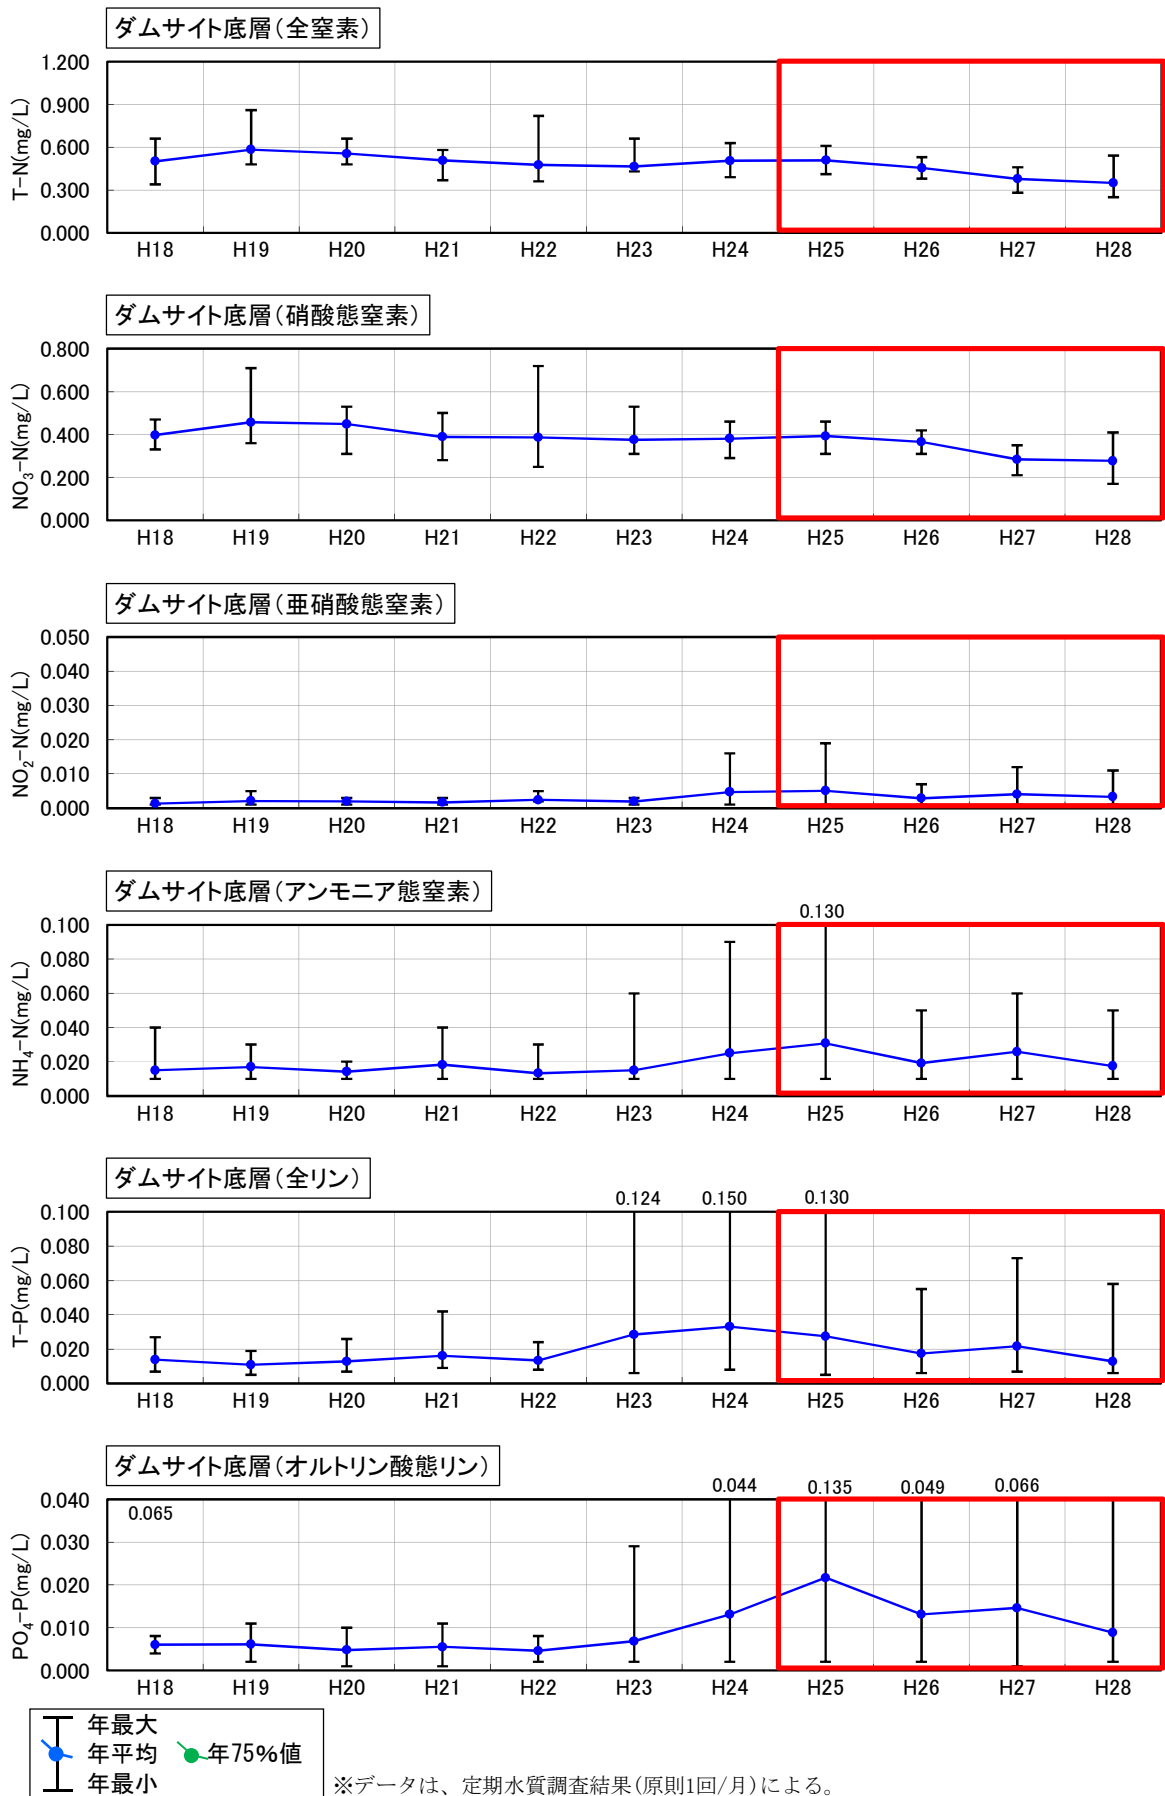 ダムサイト底層(全窒素)
1.200
0.900
0.600
0.300
0.000
T-N(mg/L)
H18 H19 H20 H21 H22 H23 H24 H25 H26 H27 H28
ダムサイト底層(硝酸態窒素)
0.800
0.600
0.400
0.200
0.000
NO₃-N(mg/L)
H18 H19 H20 H21 H22 H23 H24 H25 H26 H27 H28
ダムサイト底層(亜硝酸態窒素)
0.050
0.040
0.030
0.020
0.010
0.000
NO₂-N(mg/L)
H18 H19 H20 H21 H22 H23 H24 H25 H26 H27 H28
ダムサイト底層(アンモニア態窒素)
0.130
0.100
0.080
0.060
0.040
0.020
0.000
NH₄-N(mg/L)
H18 H19 H20 H21 H22 H23 H24 H25 H26 H27 H28
ダムサイト底層(全リン)
0.124 0.150 0.130
0.100
0.080
0.060
0.040
0.020
0.000
T-P(mg/L)
H18 H19 H20 H21 H22 H23 H24 H25 H26 H27 H28
ダムサイト底層(オルトリン酸態リン)
0.044 0.135 0.049 0.066
0.040
0.065
0.030
0.020
0.010
0.000
PO₄-P(mg/L)
H18 H19 H20 H21 H22 H23 H24 H25 H26 H27 H28
年最大
年平均 年75%値
年最小
※データは、定期水質調査結果(原則1回/月)による。